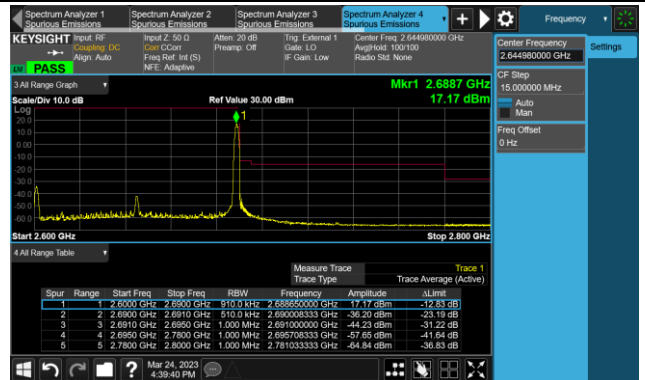 Spectrum Analyzer 1 Spurious Emissions
Spectrum Analyzer 2 Spurious Emissions
Spectrum Analyzer 3 Spurious Emissions
Spectrum Analyzer 4 Spurious Emissions
Frequency
KEYSIGHT Input: RF Input Z: 50 Ω Atten: 20 dB Trig: External 1 Center Freq: 2.644980000 GHz
Coupling: DC Corr CCorr Preamp: Off Gate: LO Avg|Hold: 100/100
Align: Auto Freq Ref: Int (S) IF Gain: Low Radio Std: None
NFE: Adaptive
PASS
Center Frequency
2.644980000 GHz
Settings
CF Step
15.000000 MHz
Auto
Man
Freq Offset
0 Hz
3 All Range Graph
Mkr1 2.6887 GHz
Scale/Div 10.0 dB Ref Value 30.00 dBm 17.17 dBm
Log
1
20.0
10.0
0.00
-10.0
-20.0
-30.0
-40.0
-50.0
-60.0
Start 2.600 GHz Stop 2.800 GHz
4 All Range Table
Measure Trace Trace 1
Trace Type Trace Average (Active)
Spur Range Start Freq Stop Freq RBW Frequency Amplitude ΔLimit
1 1 2.6000 GHz 2.6900 GHz 910.0 kHz 2.688650000 GHz 17.17 dBm -12.83 dB
2 2 2.6900 GHz 2.6910 GHz 510.0 kHz 2.690008333 GHz -36.20 dBm -23.19 dB
3 3 2.6910 GHz 2.6950 GHz 1.000 MHz 2.691000000 GHz -44.23 dBm -31.22 dB
4 4 2.6950 GHz 2.7800 GHz 1.000 MHz 2.695708333 GHz -57.65 dBm -41.64 dB
5 5 2.7800 GHz 2.8000 GHz 1.000 MHz 2.781033333 GHz -64.84 dBm -36.83 dB
Mar 24, 2023
4:39:40 PM